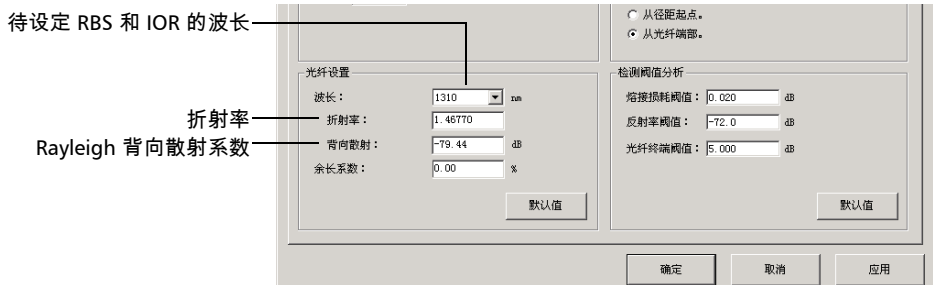 待设定 RBS 和 IOR 的波长
折射率
Rayleigh 背向散射系数
从径距起点。
从光纤端部。
光纤设置
波长： 1310 nm
折射率： 1.46770
背向散射： -79.44 dB
余长系数： 0.00 %
默认值
检测阈值分析
熔接损耗阈值： 0.020 dB
反射率阈值： -72.0 dB
光纤终端阈值： 5.000 dB
默认值
确定
取消
应用